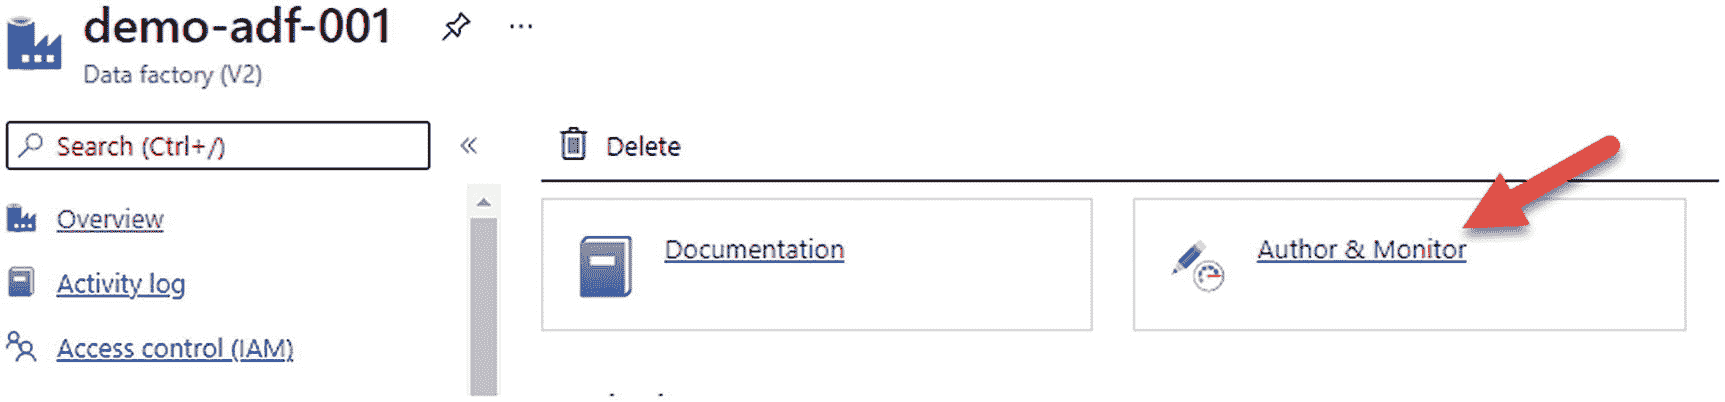 demo-adf-001
Data factory (V2)
Search (Ctrl+/)
«
Delete
Overview
Activity log
Access control (IAM)
Documentation
Author & Monitor